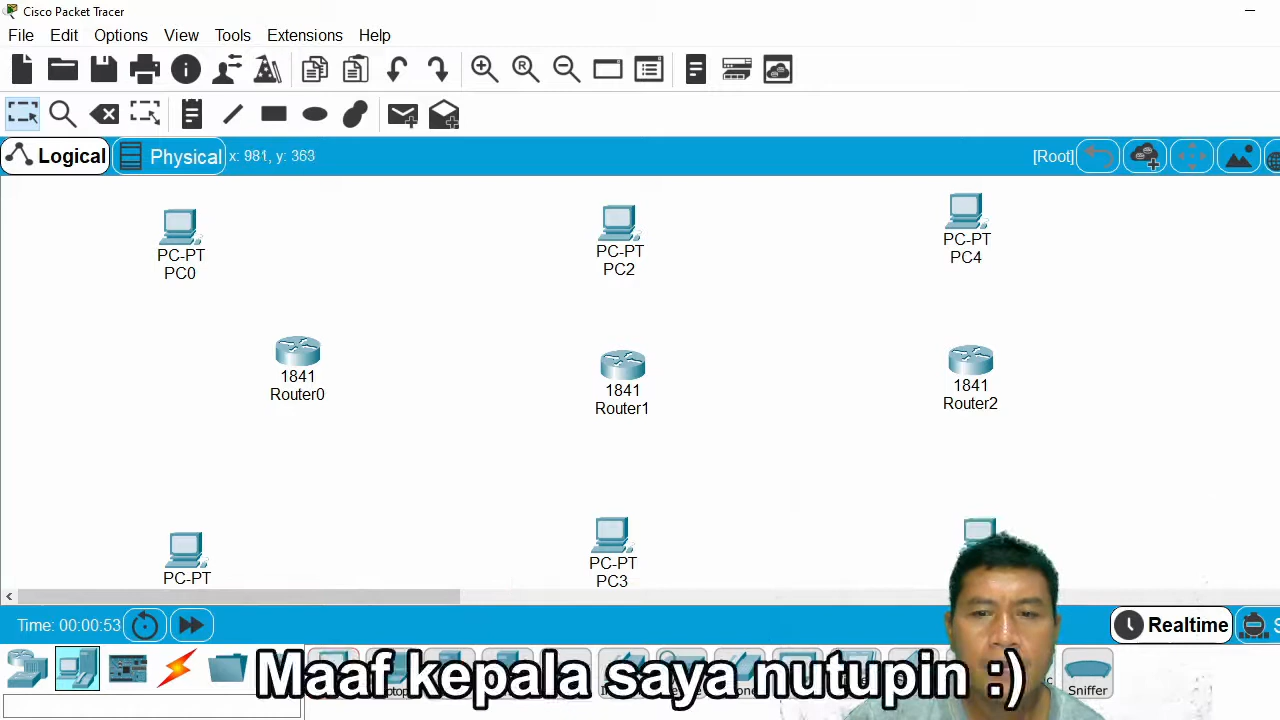 Cisco Packet Tracer
File Edit Options View Tools Extensions Help
Logical Physical x: 981, y: 363 [Root]
PC-PT
PC0
PC-PT
PC2
PC-PT
PC4
1841
Router0
1841
Router1
1841
Router2
PC-PT
PC-PT
PC3
Time: 00:00:53 Realtime
Maaf kepala saya nutupin :)
Sniffer